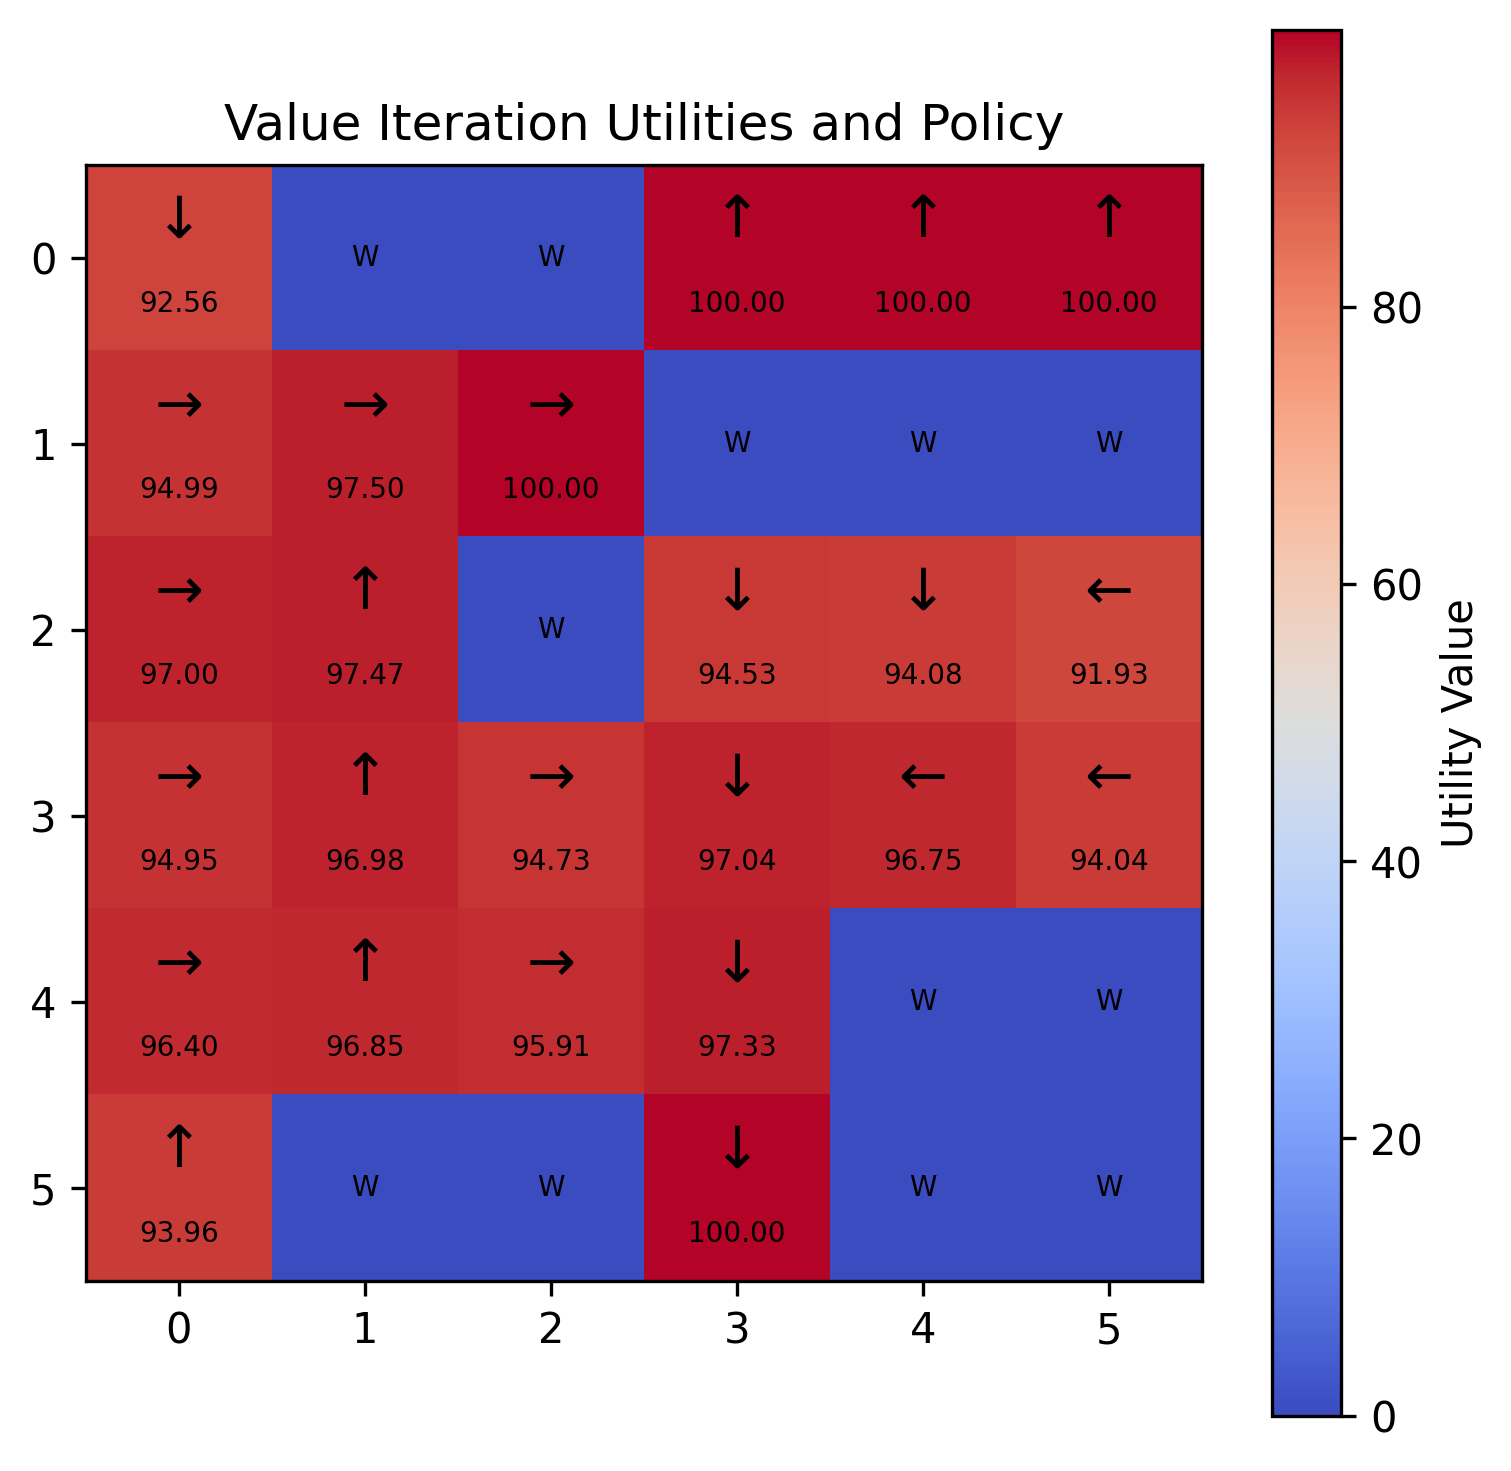 Value Iteration Utilities and Policy
0 ↓ W W ↑ ↑ ↑
92.56 100.00 100.00 100.00
1 → → → W W W
94.99 97.50 100.00
2 → ↑ W ↓ ↓ ←
97.00 97.47 94.53 94.08 91.93
3 → ↑ → ↓ ← ←
94.95 96.98 94.73 97.04 96.75 94.04
4 → ↑ → ↓ W W
96.40 96.85 95.91 97.33
5 ↑ W W ↓ W W
93.96 100.00
0 1 2 3 4 5
80
60
40
20
0
Utility Value